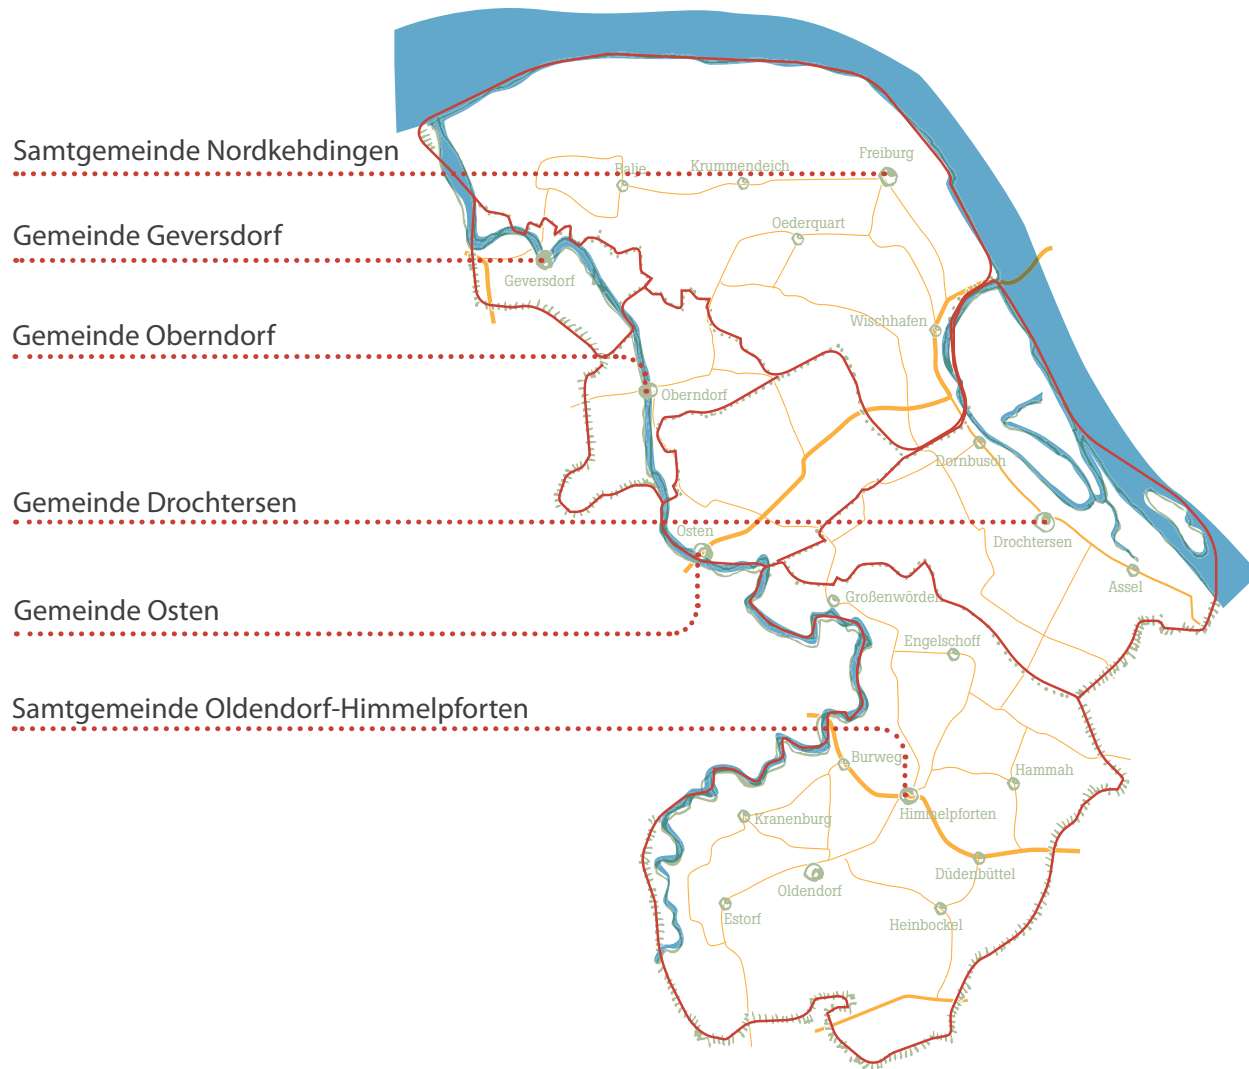 Samtgemeinde Nordkehdingen
Gemeinde Geversdorf
Gemeinde Oberndorf
Gemeinde Drochtersen
Gemeinde Osten
Samtgemeinde Oldendorf-Himmelpforten
Freiburg
Balje
Krummendeich
Oederquart
Geversdorf
Wischhafen
Oberndorf
Dornbusch
Osten
Drochtersen
Assel
Großenwörden
Engelschoff
Burweg
Hammah
Kranenburg
Himmelpforten
Düdenbüttel
Oldendorf
Estorf
Heinbockel